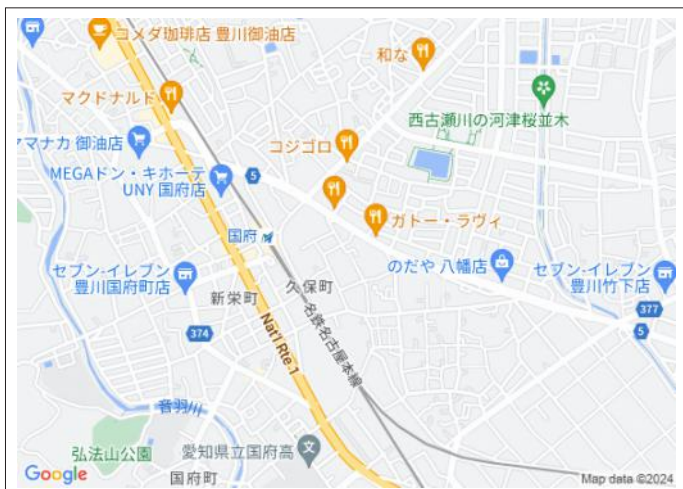 コメダ珈琲店 豊川御油店
和な
マクドナルド
西古瀬川の河津桜並木
マナカ 御油店
コジゴロ
MEGAドン・キホーテ
UNY 国府店
5
ガトー・ラヴィ
国府
のだや 八幡店
セブン-イレブン
豊川国府町店
セブン-イレブン
豊川竹下店
久保町
新栄町
377
374
Nat'l Rte. 1
名鉄名古屋本線
5
音羽川
弘法山公園
愛知県立国府高
国府町
Google
Map data ©2024